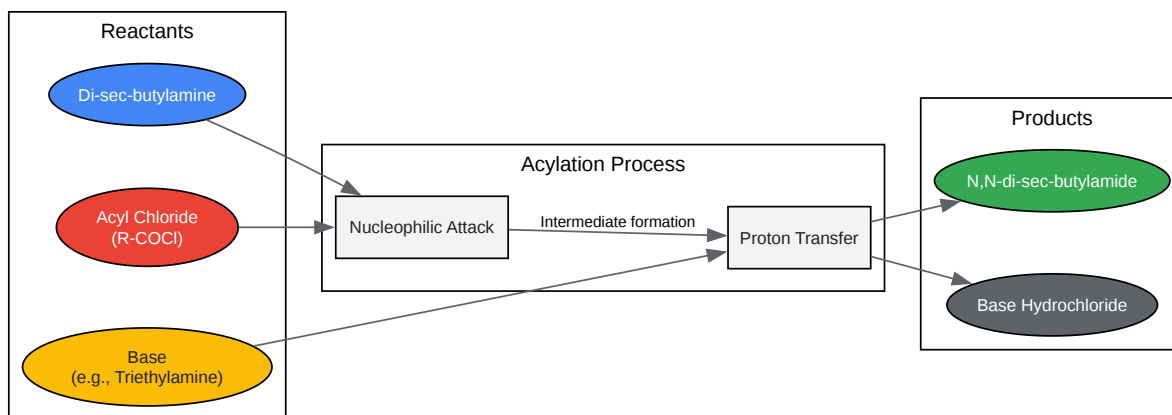 Reactants
Di-sec-butylamine
Acyl Chloride
(R-COCl)
Base
(e.g., Triethylamine)
Acylation Process
Nucleophilic Attack
Intermediate formation
Proton Transfer
Products
N,N-di-sec-butylamide
Base Hydrochloride